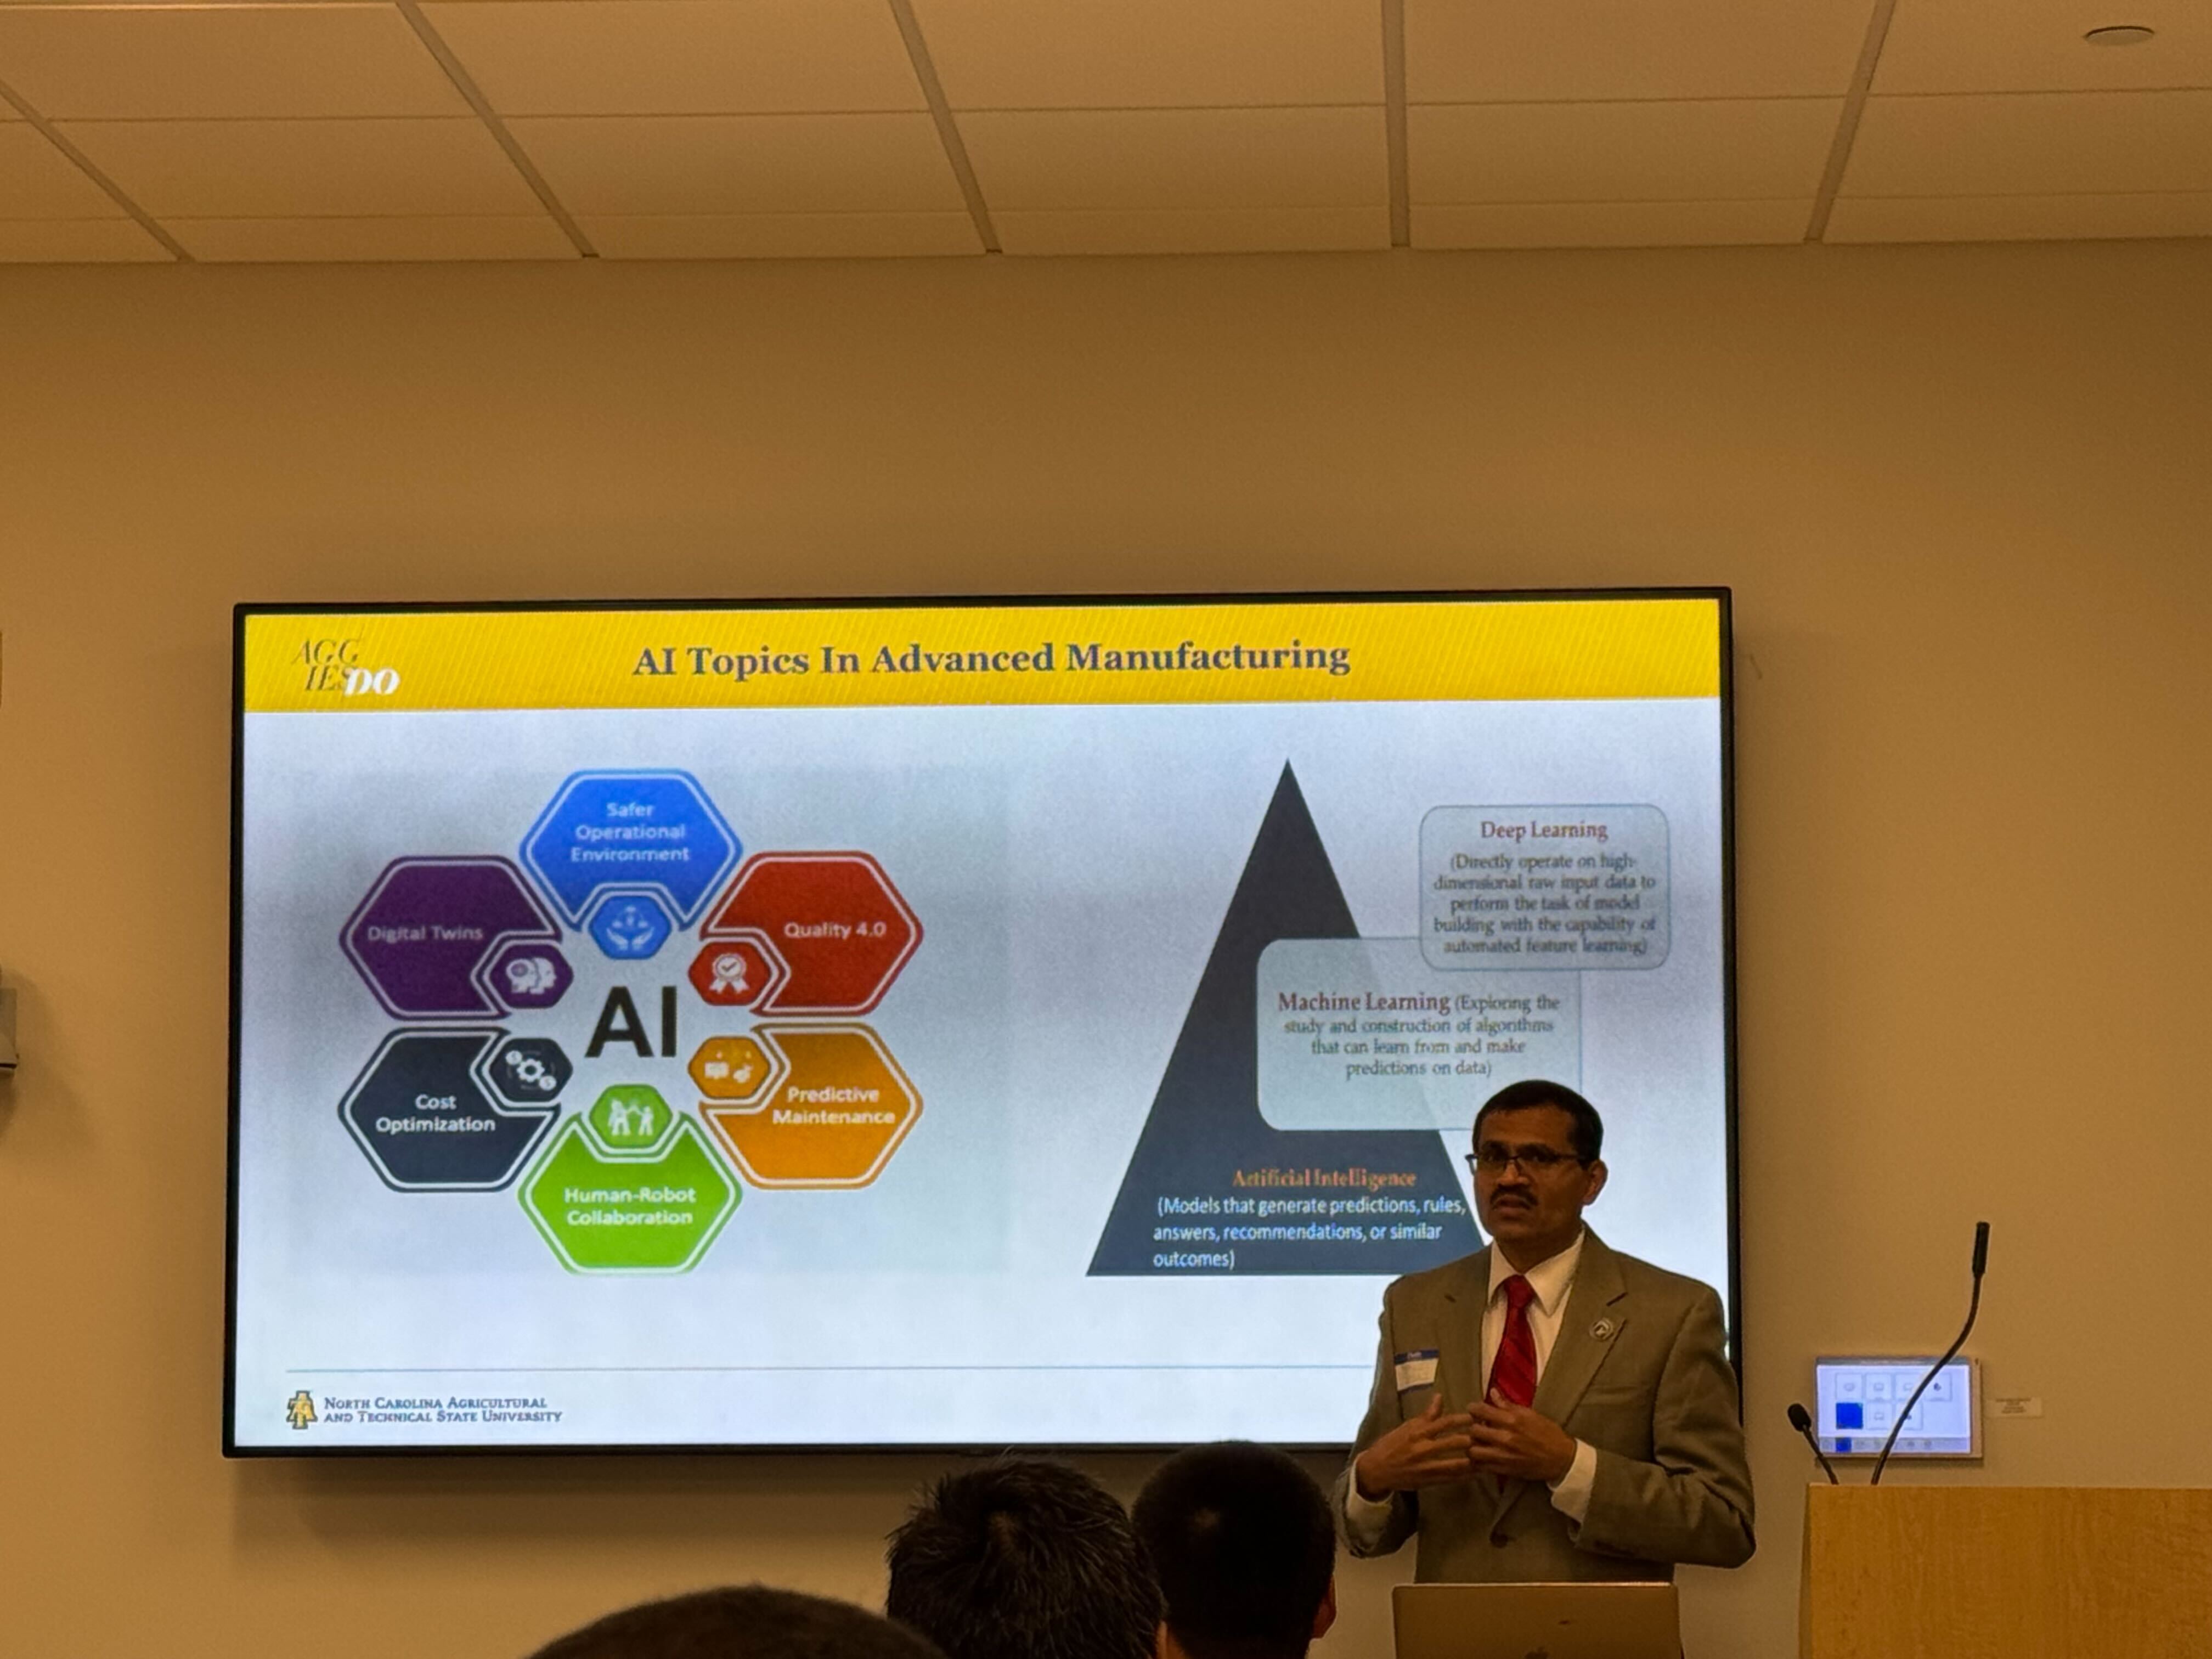 AGG
IES DO
AI Topics In Advanced Manufacturing
Safer
Operational
Environment
Digital Twins
Quality 4.0
AI
Cost
Optimization
Predictive
Maintenance
Human-Robot
Collaboration
Deep Learning
(Directly operate on high-
dimensional raw input data to
perform the task of model
building with the capability of
automated feature learning)
Machine Learning (Exploring the
study and construction of algorithms
that can learn from and make
predictions on data)
Artificial Intelligence
(Models that generate predictions, rules,
answers, recommendations, or similar
outcomes)
NORTH CAROLINA AGRICULTURAL
AND TECHNICAL STATE UNIVERSITY